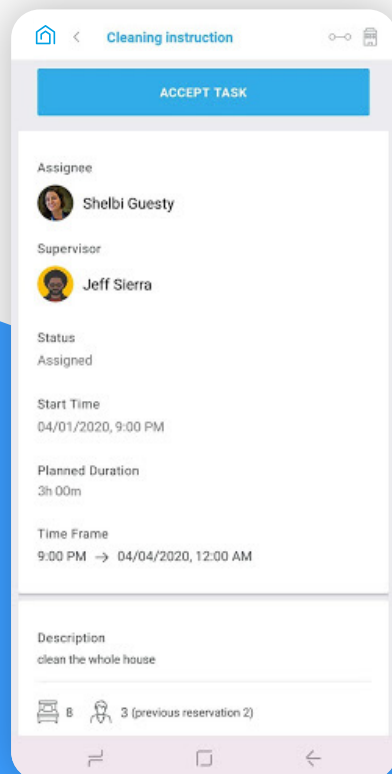 Cleaning instruction
ACCEPT TASK
Assignee
Shelbi Guesty
Supervisor
Jeff Sierra
Status
Assigned
Start Time
04/01/2020, 9:00 PM
Planned Duration
3h 00m
Time Frame
9:00 PM → 04/04/2020, 12:00 AM
Description
clean the whole house
8 3 (previous reservation 2)